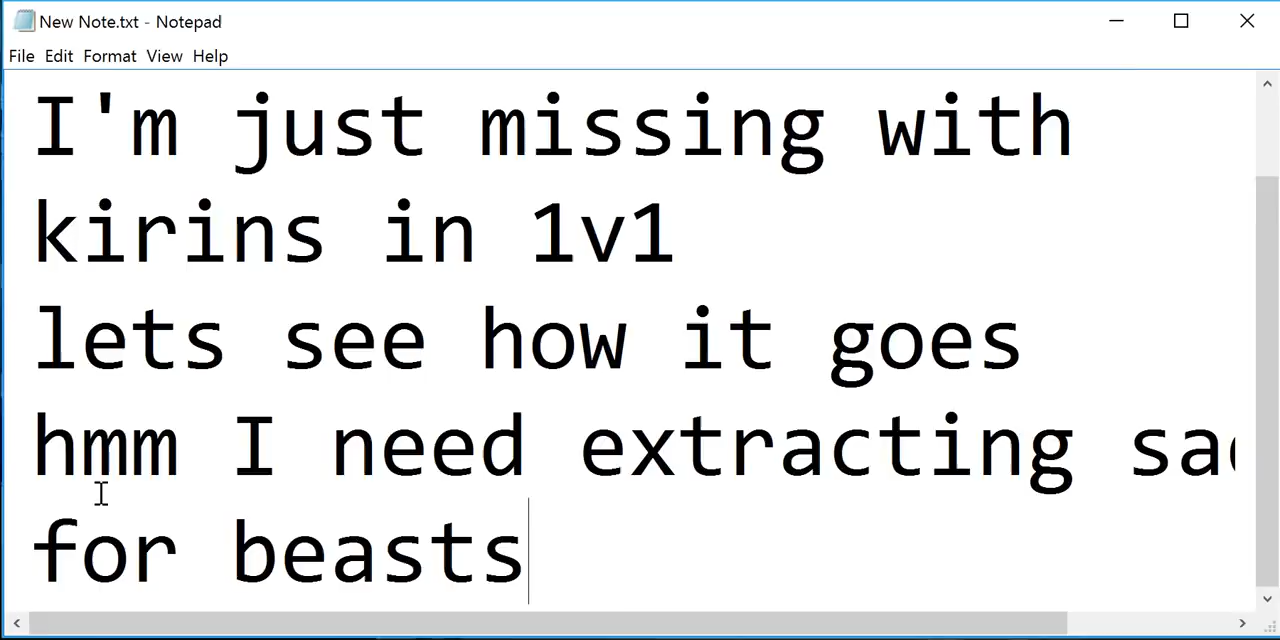 New Note.txt - Notepad
File Edit Format View Help
I'm just missing with
kirins in 1v1
lets see how it goes
hmm I need extracting
for beasts